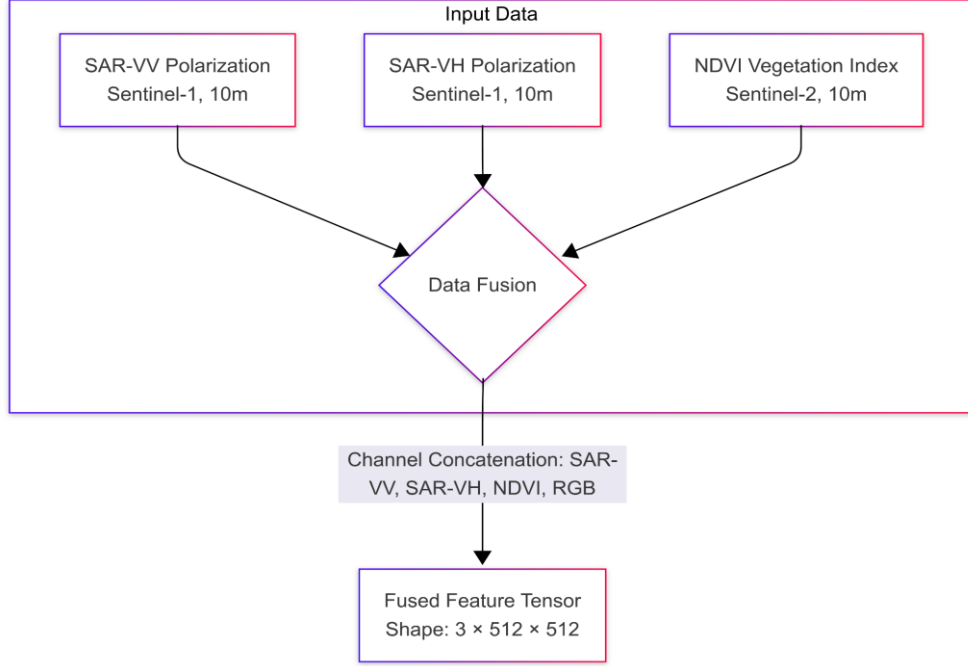 Input Data
SAR-VV Polarization
Sentinel-1, 10m
SAR-VH Polarization
Sentinel-1, 10m
NDVI Vegetation Index
Sentinel-2, 10m
Data Fusion
Channel Concatenation: SAR-
VV, SAR-VH, NDVI, RGB
Fused Feature Tensor
Shape: 3 × 512 × 512